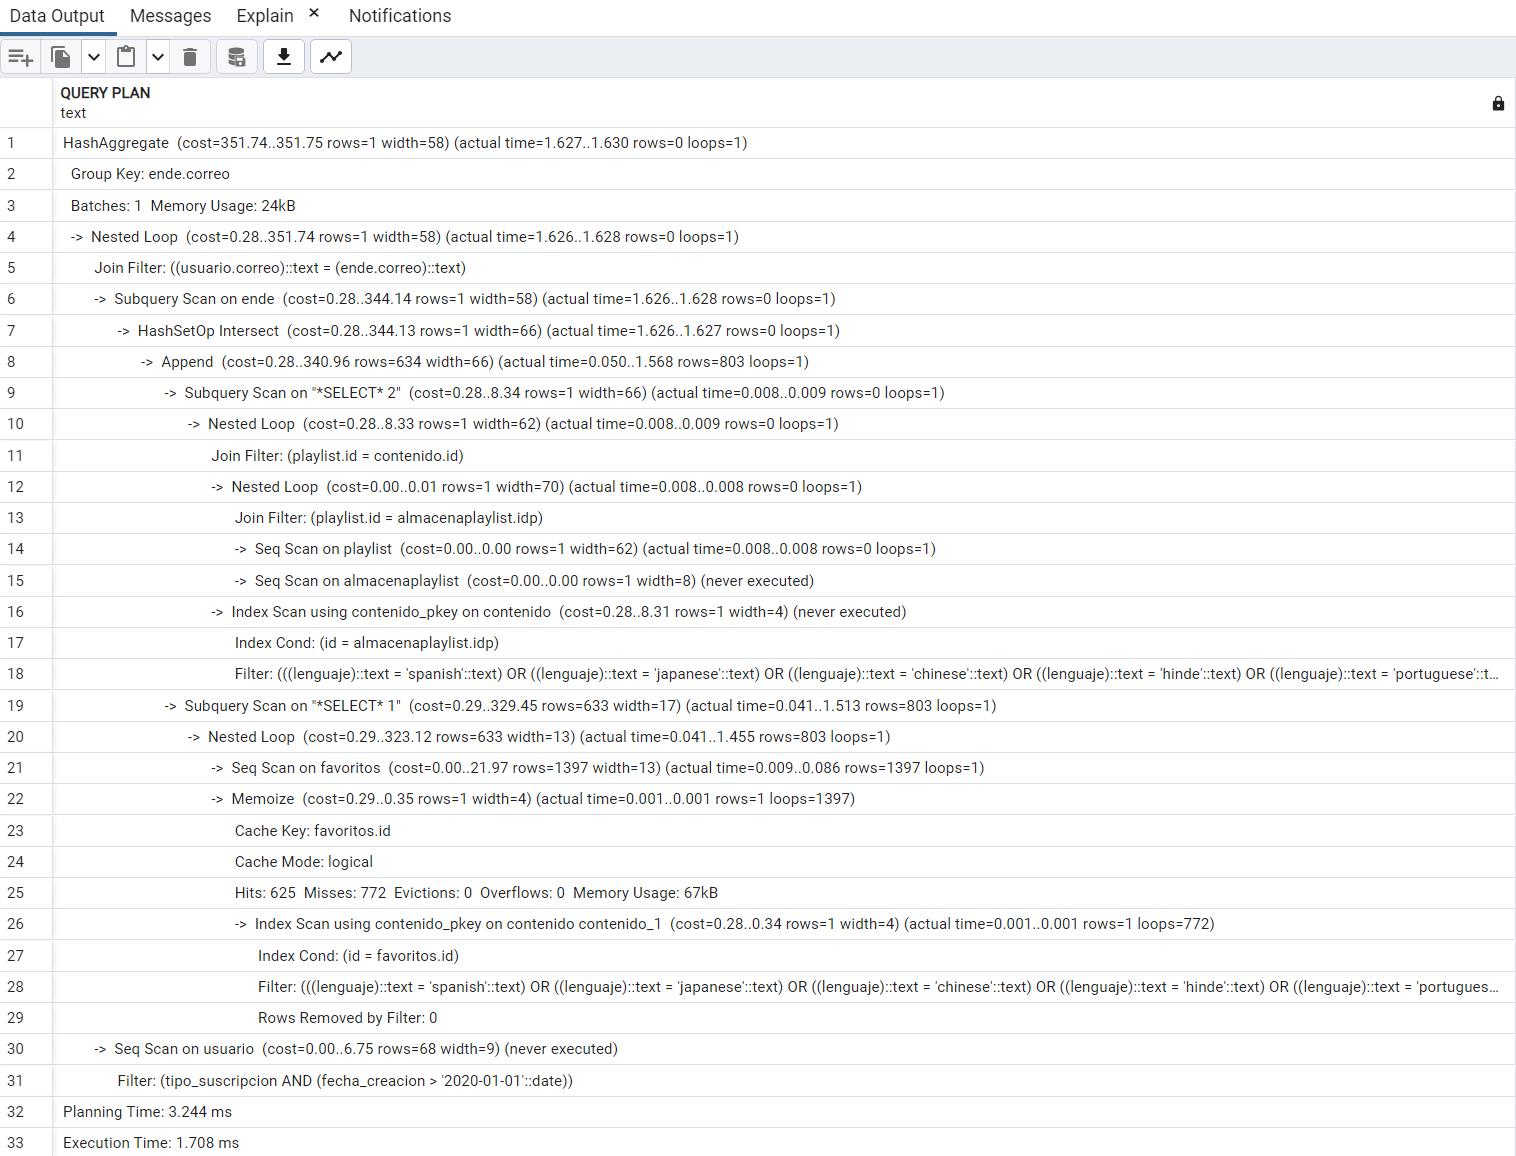 Data Output Messages Explain × Notifications
QUERY PLAN
text
1 HashAggregate (cost=351.74..351.75 rows=1 width=58) (actual time=1.627..1.630 rows=0 loops=1)
2 Group Key: ende.correo
3 Batches: 1 Memory Usage: 24kB
4 -> Nested Loop (cost=0.28..351.74 rows=1 width=58) (actual time=1.626..1.628 rows=0 loops=1)
5 Join Filter: ((usuario.correo)::text = (ende.correo)::text)
6 -> Subquery Scan on ende (cost=0.28..344.14 rows=1 width=58) (actual time=1.626..1.628 rows=0 loops=1)
7 -> HashSetOp Intersect (cost=0.28..344.13 rows=1 width=66) (actual time=1.626..1.627 rows=0 loops=1)
8 -> Append (cost=0.28..340.96 rows=634 width=66) (actual time=0.050..1.568 rows=803 loops=1)
9 -> Subquery Scan on "*SELECT* 2" (cost=0.28..8.34 rows=1 width=66) (actual time=0.008..0.009 rows=0 loops=1)
10 -> Nested Loop (cost=0.28..8.33 rows=1 width=62) (actual time=0.008..0.009 rows=0 loops=1)
11 Join Filter: (playlist.id = contenido.id)
12 -> Nested Loop (cost=0.00..0.01 rows=1 width=70) (actual time=0.008..0.008 rows=0 loops=1)
13 Join Filter: (playlist.id = almacenaplaylist.idp)
14 -> Seq Scan on playlist (cost=0.00..0.00 rows=1 width=62) (actual time=0.008..0.008 rows=0 loops=1)
15 -> Seq Scan on almacenaplaylist (cost=0.00..0.00 rows=1 width=8) (never executed)
16 -> Index Scan using contenido_pkey on contenido (cost=0.28..8.31 rows=1 width=4) (never executed)
17 Index Cond: (id = almacenaplaylist.idp)
18 Filter: (((lenguaje)::text = 'spanish'::text) OR ((lenguaje)::text = 'japanese'::text) OR ((lenguaje)::text = 'chinese'::text) OR ((lenguaje)::text = 'hinde'::text) OR ((lenguaje)::text = 'portuguese'::t...
19 -> Subquery Scan on "*SELECT* 1" (cost=0.29..329.45 rows=633 width=17) (actual time=0.041..1.513 rows=803 loops=1)
20 -> Nested Loop (cost=0.29..323.12 rows=633 width=13) (actual time=0.041..1.455 rows=803 loops=1)
21 -> Seq Scan on favoritos (cost=0.00..21.97 rows=1397 width=13) (actual time=0.009..0.086 rows=1397 loops=1)
22 -> Memoize (cost=0.29..0.35 rows=1 width=4) (actual time=0.001..0.001 rows=1 loops=1397)
23 Cache Key: favoritos.id
24 Cache Mode: logical
25 Hits: 625 Misses: 772 Evictions: 0 Overflows: 0 Memory Usage: 67kB
26 -> Index Scan using contenido_pkey on contenido contenido_1 (cost=0.28..0.34 rows=1 width=4) (actual time=0.001..0.001 rows=1 loops=772)
27 Index Cond: (id = favoritos.id)
28 Filter: (((lenguaje)::text = 'spanish'::text) OR ((lenguaje)::text = 'japanese'::text) OR ((lenguaje)::text = 'chinese'::text) OR ((lenguaje)::text = 'hinde'::text) OR ((lenguaje)::text = 'portugues...
29 Rows Removed by Filter: 0
30 -> Seq Scan on usuario (cost=0.00..6.75 rows=68 width=9) (never executed)
31 Filter: (tipo_suscripcion AND (fecha_creacion > '2020-01-01'::date))
32 Planning Time: 3.244 ms
33 Execution Time: 1.708 ms